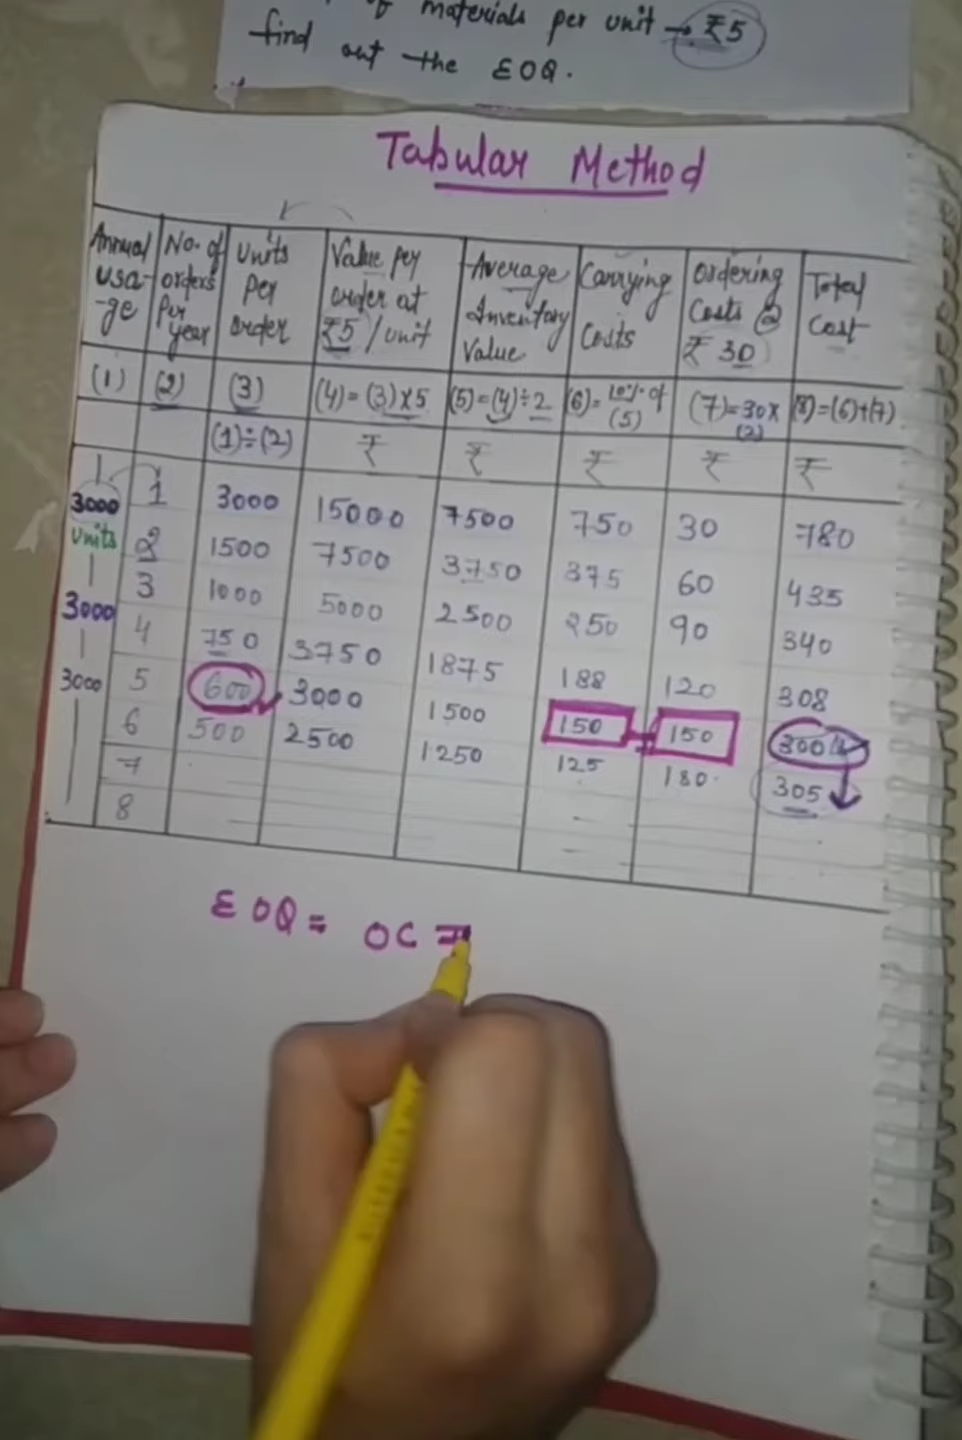 of materials per unit → ₹5
find out the EOQ.
Tabular Method
Annual usa-ge | No. of orders Per year | Units per order | Value per order at ₹5 / unit | Average Inventory Value | Carrying Costs | Ordering Costs @ ₹ 30 | Total Cost
(1) | (2) | (3) | (4) = (3) × 5 | (5) = (4) ÷ 2 | (6) = 10% of (5) | (7) = 30 × (2) | (8) = (6) + (7)
(1) ÷ (2) | ₹ | ₹ | ₹ | ₹ | ₹
3000 units | 1 | 3000 | 15000 | 7500 | 750 | 30 | 780
2 | 1500 | 7500 | 3750 | 375 | 60 | 435
3000 | 3 | 1000 | 5000 | 2500 | 250 | 90 | 340
4 | 750 | 3750 | 1875 | 188 | 120 | 308
3000 | 5 | 600 | 3000 | 1500 | 150 | 150 | 300
6 | 500 | 2500 | 1250 | 125 | 180 | 305
7
8
EOQ = OC =